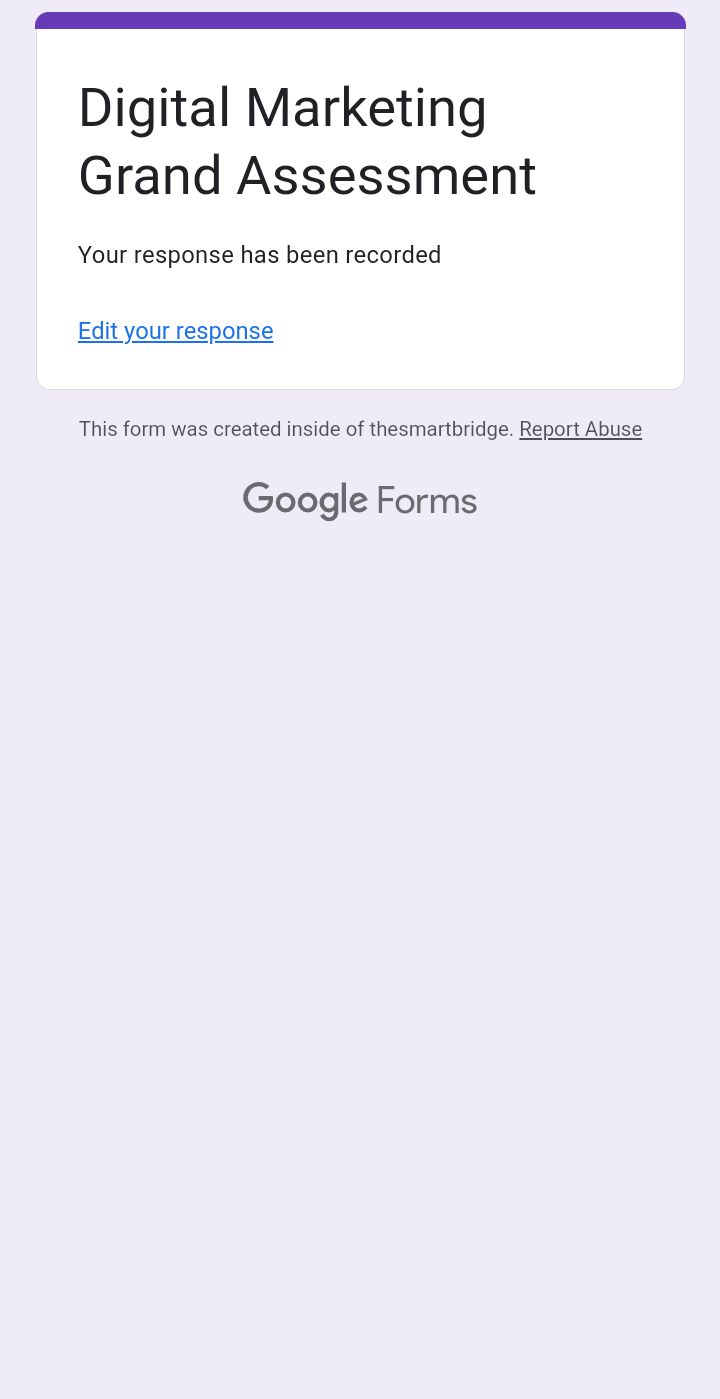 Digital Marketing
Grand Assessment
Your response has been recorded
Edit your response
This form was created inside of thesmartbridge. Report Abuse
Google Forms